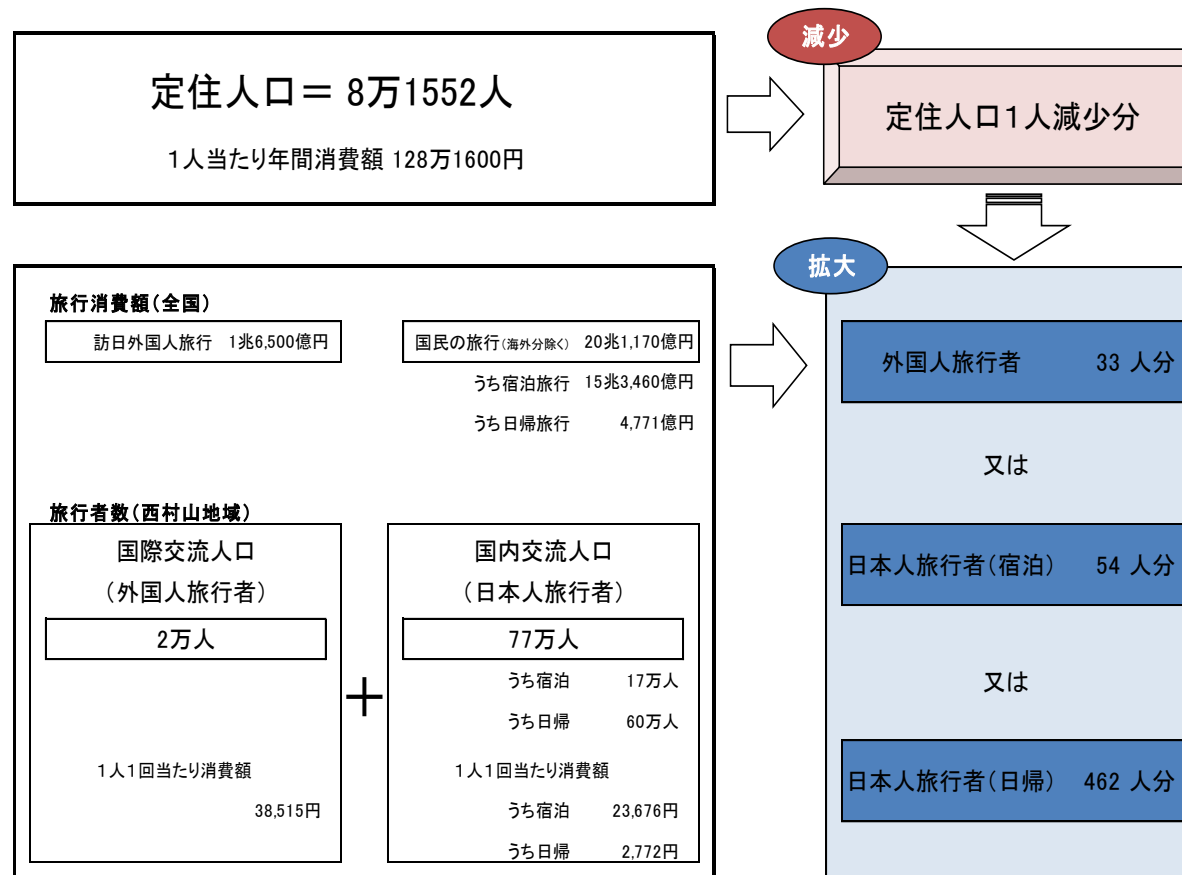 減少
定住人口＝ 8万1552人
1人当たり年間消費額 128万1600円
定住人口1人減少分
拡大
旅行消費額（全国）
訪日外国人旅行 1兆6,500億円
国民の旅行（海外分除く） 20兆1,170億円
うち宿泊旅行 15兆3,460億円
うち日帰旅行 4,771億円
外国人旅行者 33 人分
又は
旅行者数（西村山地域）
国際交流人口
（外国人旅行者）
2万人
1人1回当たり消費額
38,515円
＋
国内交流人口
（日本人旅行者）
77万人
うち宿泊 17万人
うち日帰 60万人
1人1回当たり消費額
うち宿泊 23,676円
うち日帰 2,772円
日本人旅行者（宿泊） 54 人分
又は
日本人旅行者（日帰） 462 人分